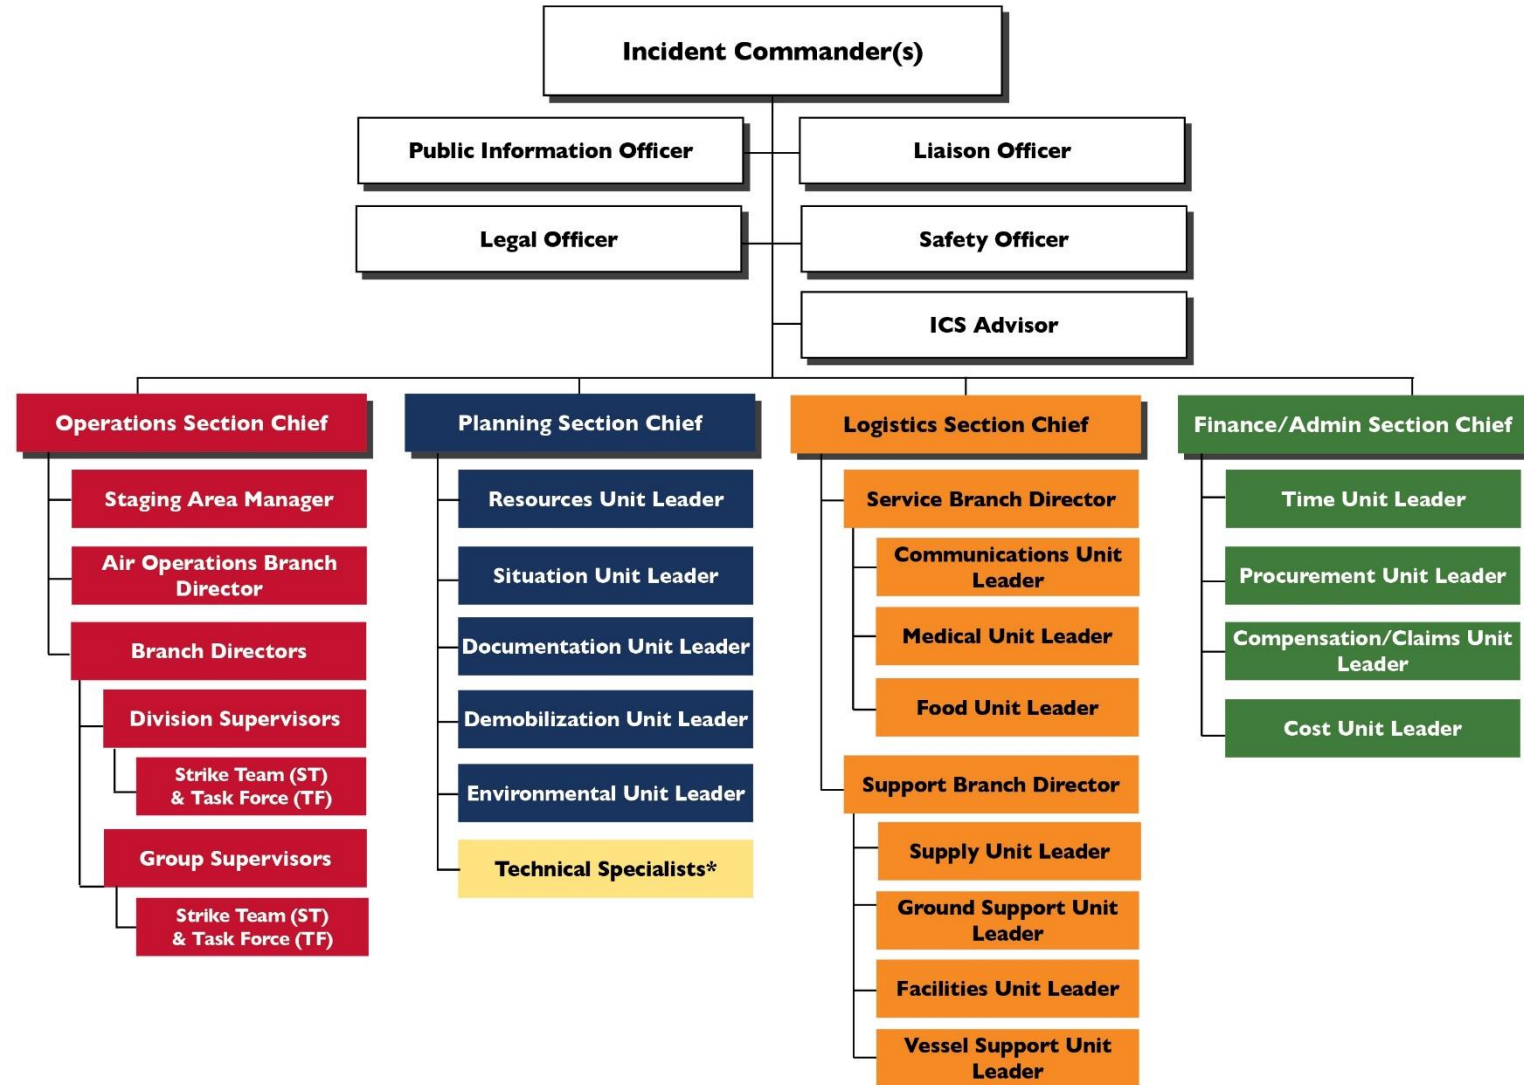 Incident Commander(s)
Public Information Officer
Liaison Officer
Legal Officer
Safety Officer
ICS Advisor
Operations Section Chief
Staging Area Manager
Air Operations Branch
Director
Branch Directors
Division Supervisors
Strike Team (ST)
& Task Force (TF)
Group Supervisors
Strike Team (ST)
& Task Force (TF)
Planning Section Chief
Resources Unit Leader
Situation Unit Leader
Documentation Unit Leader
Demobilization Unit Leader
Environmental Unit Leader
Technical Specialists*
Logistics Section Chief
Service Branch Director
Communications Unit
Leader
Medical Unit Leader
Food Unit Leader
Support Branch Director
Supply Unit Leader
Ground Support Unit
Leader
Facilities Unit Leader
Vessel Support Unit
Leader
Finance/Admin Section Chief
Time Unit Leader
Procurement Unit Leader
Compensation/Claims Unit
Leader
Cost Unit Leader